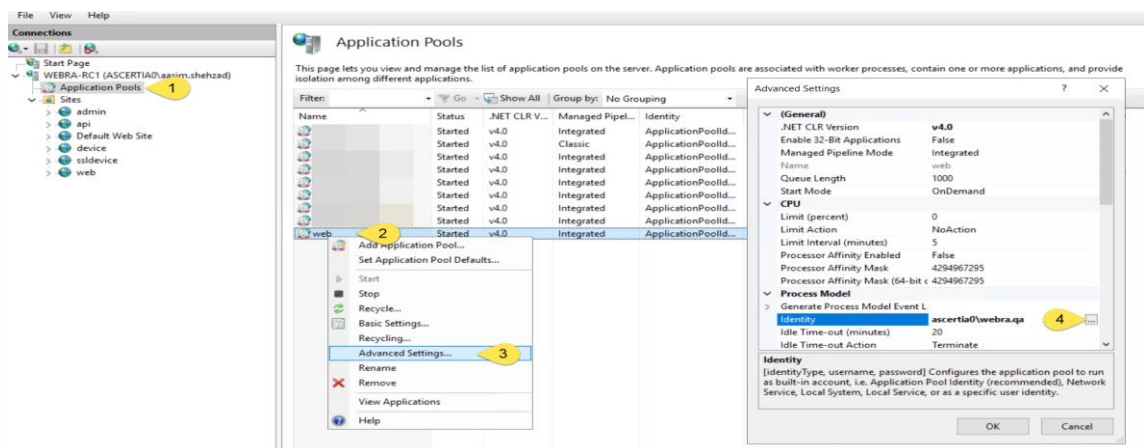 File View Help
Connections
Start Page
WEBRA-RC1 (ASCERTIA0\aasim.shehzad)
Application Pools
1
Sites
admin
api
Default Web Site
device
ssldevice
web
Application Pools
This page lets you view and manage the list of application pools on the server. Application pools are associated with worker processes, contain one or more applications, and provide
isolation among different applications.
Filter: Go Show All Group by: No Grouping
Name Status .NET CLR V... Managed Pipel... Identity
Started v4.0 Integrated ApplicationPoolId...
Started v4.0 Classic ApplicationPoolId...
Started v4.0 Integrated ApplicationPoolId...
Started v4.0 Integrated ApplicationPoolId...
Started v4.0 Integrated ApplicationPoolId...
Started v4.0 Integrated ApplicationPoolId...
Started v4.0 Integrated ApplicationPoolId...
Started v4.0 Integrated ApplicationPoolId...
web 2 Started v4.0 Integrated ApplicationPoolId...
Add Application Pool...
Set Application Pool Defaults...
Start
Stop
Recycle...
Basic Settings...
Recycling...
Advanced Settings... 3
Rename
Remove
View Applications
Help
Advanced Settings ? ×
(General)
.NET CLR Version v4.0
Enable 32-Bit Applications False
Managed Pipeline Mode Integrated
Name web
Queue Length 1000
Start Mode OnDemand
CPU
Limit (percent) 0
Limit Action NoAction
Limit Interval (minutes) 5
Processor Affinity Enabled False
Processor Affinity Mask 4294967295
Processor Affinity Mask (64-bit c 4294967295
Process Model
Generate Process Model Event L
Identity ascertia0\webra.qa 4 ...
Idle Time-out (minutes) 20
Idle Time-out Action Terminate
Identity
[identityType, username, password] Configures the application pool to run
as built-in account, i.e. Application Pool Identity (recommended), Network
Service, Local System, Local Service, or as a specific user identity.
OK Cancel